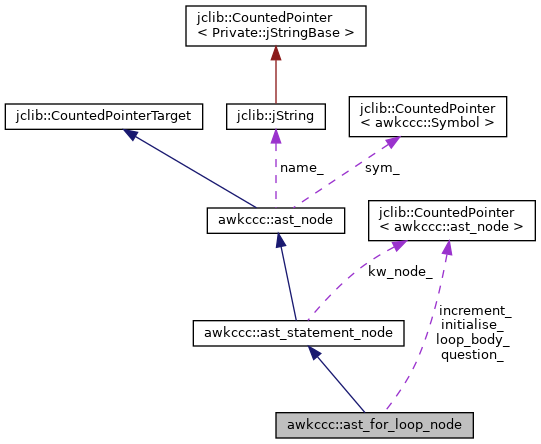 jclib::CountedPointer
< Private::jStringBase >
jclib::CountedPointerTarget
jclib::jString
jclib::CountedPointer
< awkccc::Symbol >
name_
sym_
awkccc::ast_node
jclib::CountedPointer
< awkccc::ast_node >
kw_node_
increment_
initialise_
loop_body_
question_
awkccc::ast_statement_node
awkccc::ast_for_loop_node